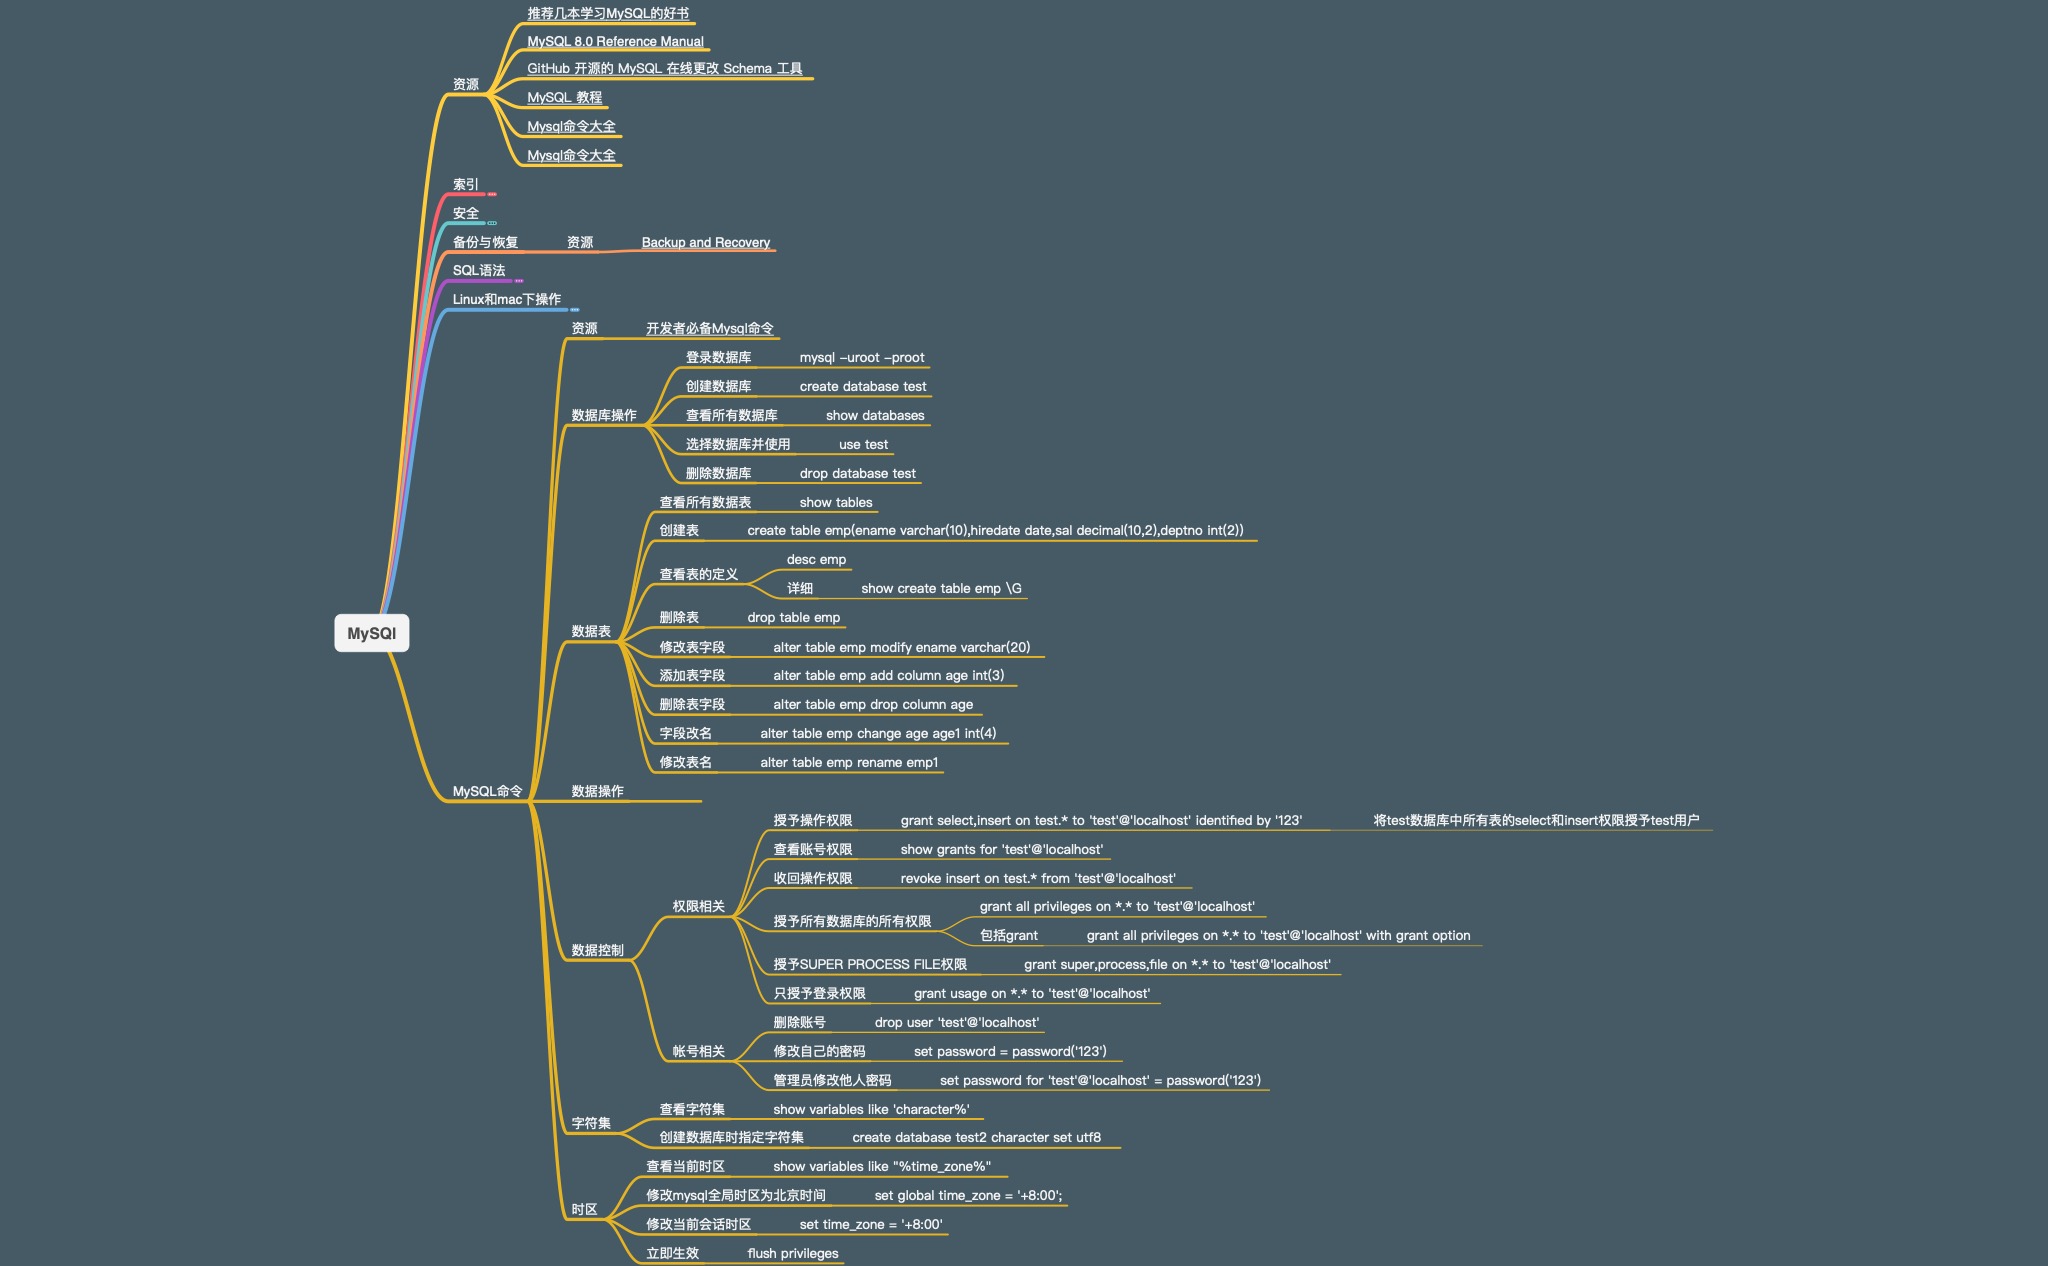 推荐几本学习MySQL的好书
MySQL 8.0 Reference Manual
GitHub 开源的 MySQL 在线更改 Schema 工具
资源
MySQL 教程
Mysql命令大全
Mysql命令大全
索引
安全
备份与恢复 资源 Backup and Recovery
SQL语法
Linux和mac下操作
资源 开发者必备Mysql命令
登录数据库 mysql -uroot -proot
创建数据库 create database test
数据库操作 查看所有数据库 show databases
选择数据库并使用 use test
删除数据库 drop database test
查看所有数据表 show tables
创建表 create table emp(ename varchar(10),hiredate date,sal decimal(10,2),deptno int(2))
desc emp
查看表的定义
详细 show create table emp \G
删除表 drop table emp
MySQl
数据表
修改表字段 alter table emp modify ename varchar(20)
添加表字段 alter table emp add column age int(3)
删除表字段 alter table emp drop column age
字段改名 alter table emp change age age1 int(4)
修改表名 alter table emp rename emp1
MySQL命令 数据操作
授予操作权限 grant select,insert on test.* to 'test'@'localhost' identified by '123' 将test数据库中所有表的select和insert权限授予test用户
查看账号权限 show grants for 'test'@'localhost'
收回操作权限 revoke insert on test.* from 'test'@'localhost'
权限相关 grant all privileges on *.* to 'test'@'localhost'
授予所有数据库的所有权限
包括grant grant all privileges on *.* to 'test'@'localhost' with grant option
数据控制
授予SUPER PROCESS FILE权限 grant super,process,file on *.* to 'test'@'localhost'
只授予登录权限 grant usage on *.* to 'test'@'localhost'
删除账号 drop user 'test'@'localhost'
帐号相关 修改自己的密码 set password = password('123')
管理员修改他人密码 set password for 'test'@'localhost' = password('123')
查看字符集 show variables like 'character%'
字符集
创建数据库时指定字符集 create database test2 character set utf8
查看当前时区 show variables like "%time_zone%"
修改mysql全局时区为北京时间 set global time_zone = '+8:00';
时区
修改当前会话时区 set time_zone = '+8:00'
立即生效 flush privileges